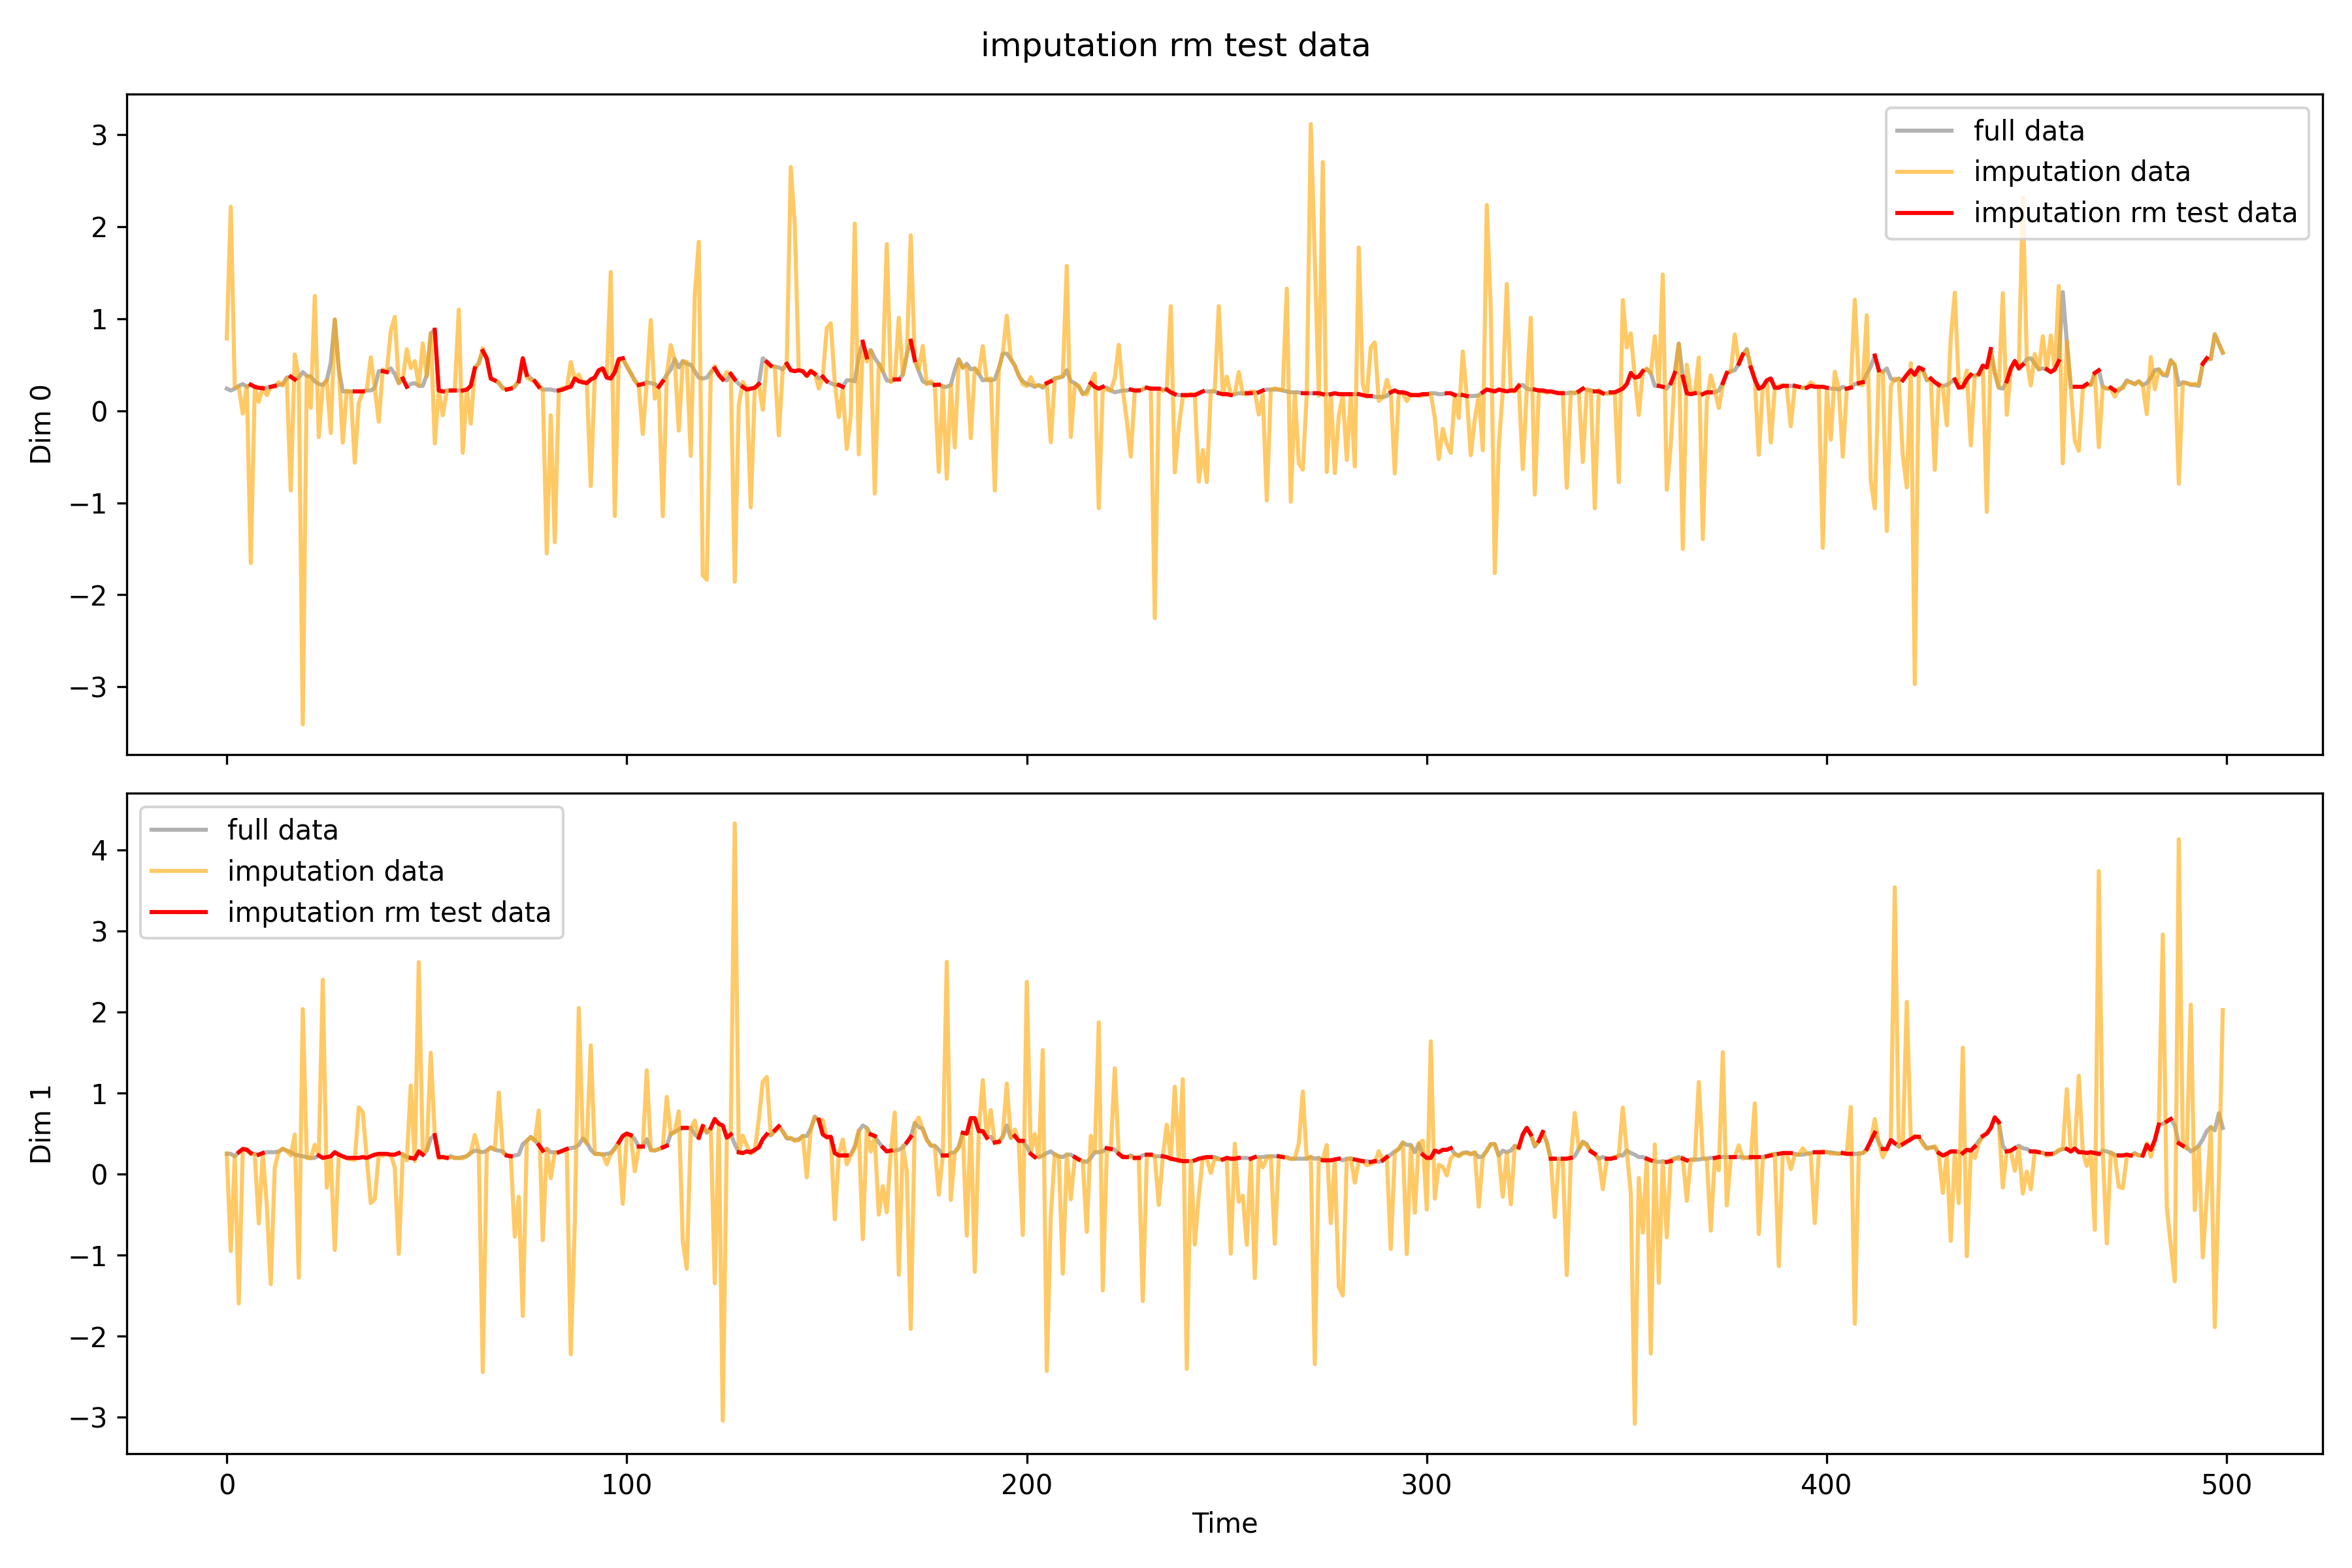 imputation rm test data
3
2
1
0
−1
−2
−3
Dim 0
full data
imputation data
imputation rm test data
4
3
2
1
0
−1
−2
−3
Dim 1
full data
imputation data
imputation rm test data
0 100 200 300 400 500
Time